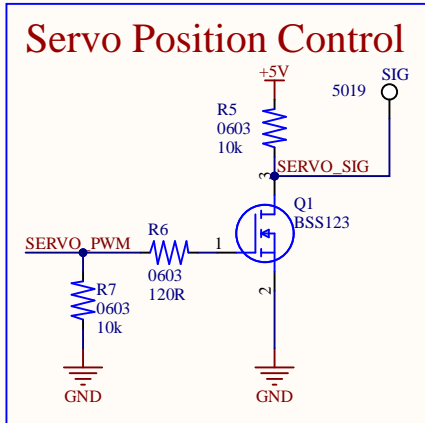 Servo Position Control
+5V
SIG
5019
R5
0603
10k
3
SERVO_SIG
Q1
BSS123
R6
SERVO_PWM
1
0603
120R
R7
0603
10k
2
GND
GND